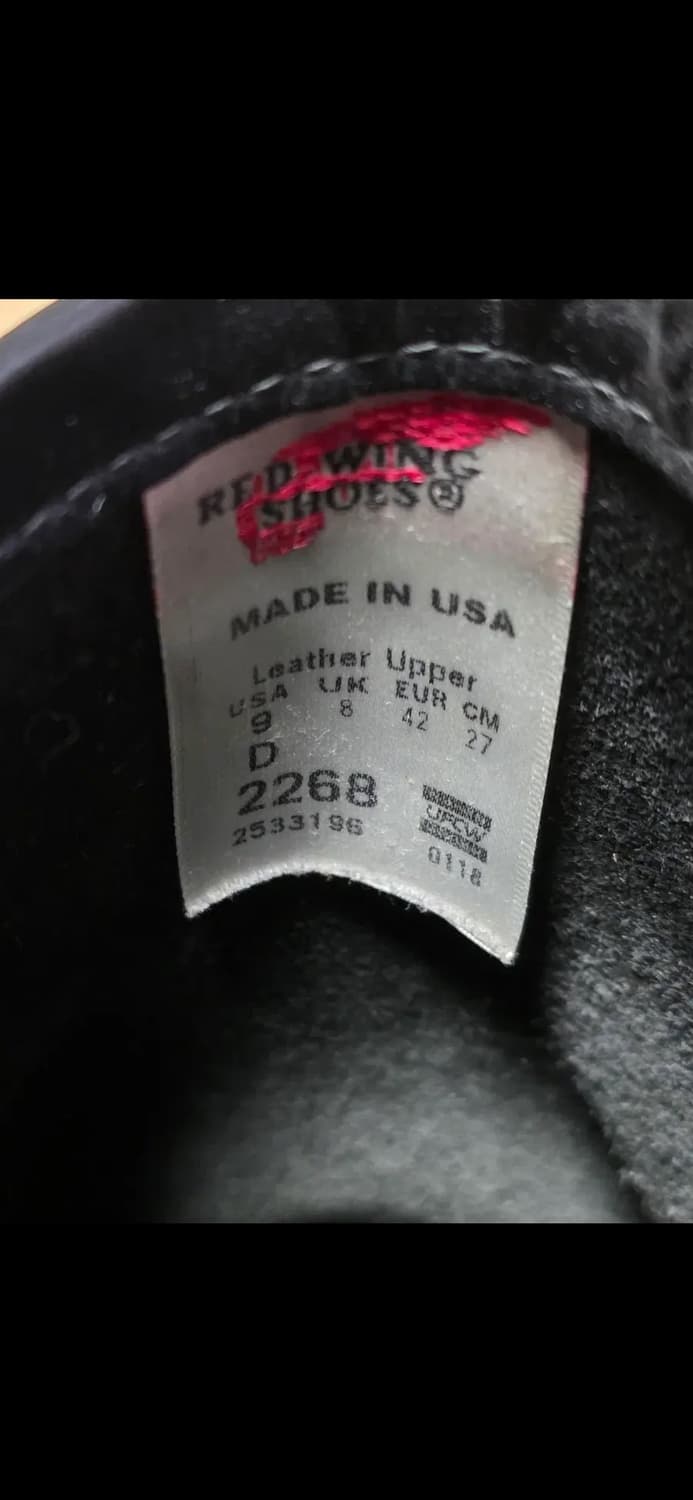 RED WING
SHOES®
MADE IN USA
Leather Upper
USA UK EUR CM
9 8 42 27
D
2268
2533196
UFCW
0118